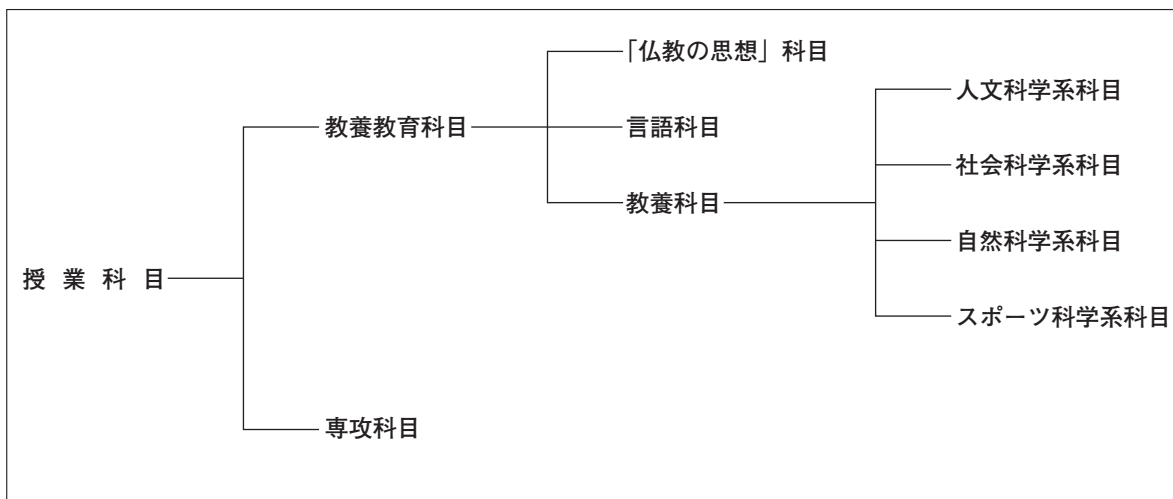 授業科目
教養教育科目
「仏教の思想」科目
言語科目
教養科目
人文科学系科目
社会科学系科目
自然科学系科目
スポーツ科学系科目
専攻科目